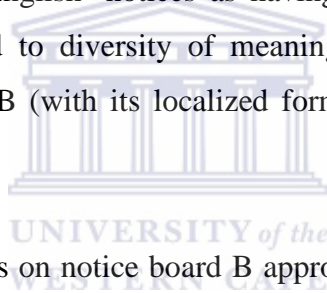 English" notices as having
d to diversity of meaning
B (with its localized form
UNIVERSITY of the
s on notice board B appro
WESTERN CAPE